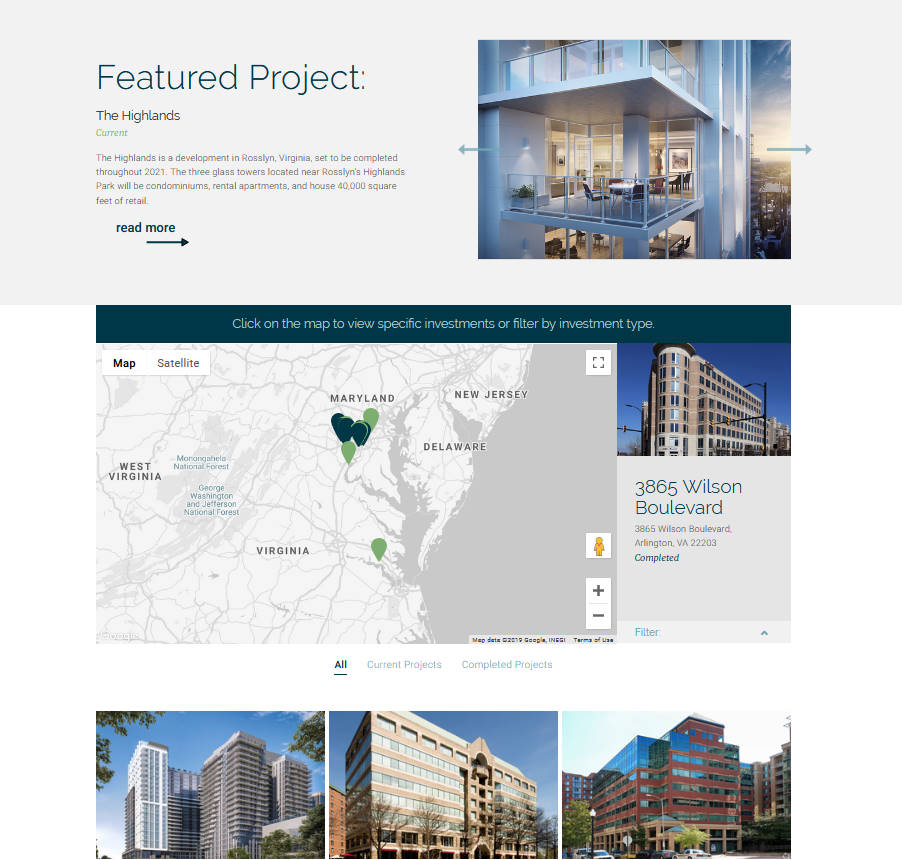 Featured Project:
The Highlands
Current
The Highlands is a development in Rosslyn, Virginia, set to be completed
throughout 2021. The three glass towers located near Rosslyn's Highlands
Park will be condominiums, rental apartments, and house 40,000 square
feet of retail.
read more
Click on the map to view specific investments or filter by investment type.
Map
Satellite
MARYLAND
NEW JERSEY
DELAWARE
WEST
VIRGINIA
Monongahela
National Forest
George
Washington
and Jefferson
National Forest
VIRGINIA
Google
Map data ©2019 Google, INEGI
Terms of Use
3865 Wilson
Boulevard
3865 Wilson Boulevard,
Arlington, VA 22203
Completed
Filter:
All
Current Projects
Completed Projects